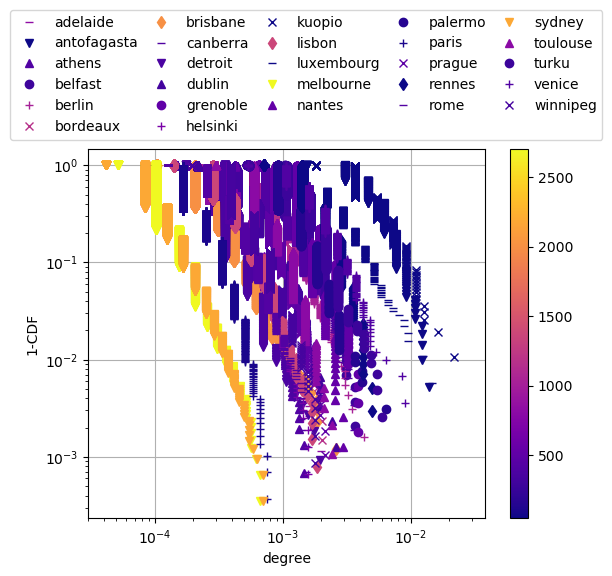 adelaide brisbane kuopio palermo sydney
antofagasta canberra lisbon paris toulouse
athens detroit luxembourg prague turku
belfast dublin melbourne rennes venice
berlin grenoble nantes rome winnipeg
bordeaux helsinki
10⁰
10⁻¹
10⁻²
10⁻³
1-CDF
10⁻⁴ 10⁻³ 10⁻²
degree
2500
2000
1500
1000
500